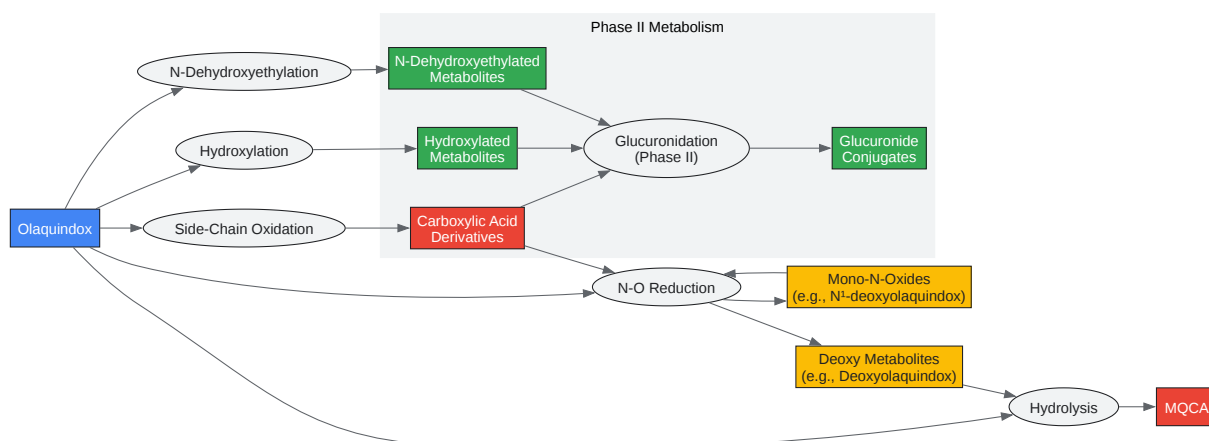 Phase II Metabolism
N-Dehydroxyethylation
N-Dehydroxyethylated
Metabolites
Hydroxylation
Hydroxylated
Metabolites
Glucuronidation
(Phase II)
Glucuronide
Conjugates
Olaquindox
Side-Chain Oxidation
Carboxylic Acid
Derivatives
N-O Reduction
Mono-N-Oxides
(e.g., N¹-deoxyolaquindox)
Deoxy Metabolites
(e.g., Deoxyolaquindox)
Hydrolysis
MQCA